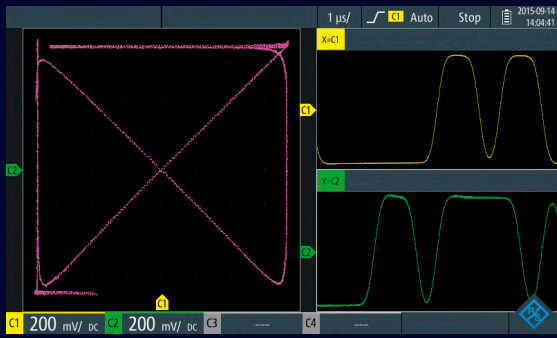 1 µs/ C1 Auto Stop 2015-09-14
14:04:41
X=C1
C1
C2
Y=C2
C2
C1
C1 200 mV/ DC C2 200 mV/ DC C3 --- C4 ---
R&S